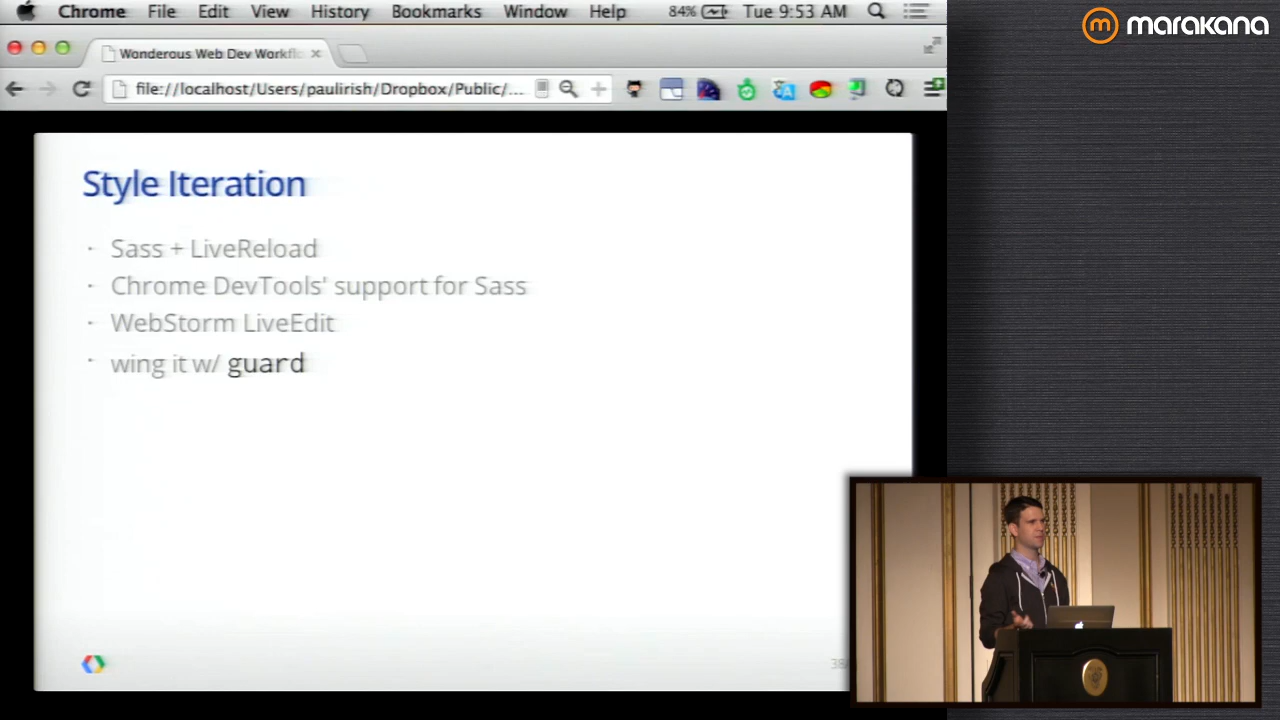 Chrome File Edit View History Bookmarks Window Help 84% Tue 9:53 AM
marakana
Wonderous Web Dev Workfl
file://localhost/Users/paulirish/Dropbox/Public/...
Style Iteration
· Sass + LiveReload
· Chrome DevTools' support for Sass
· WebStorm LiveEdit
· wing it w/ guard
38